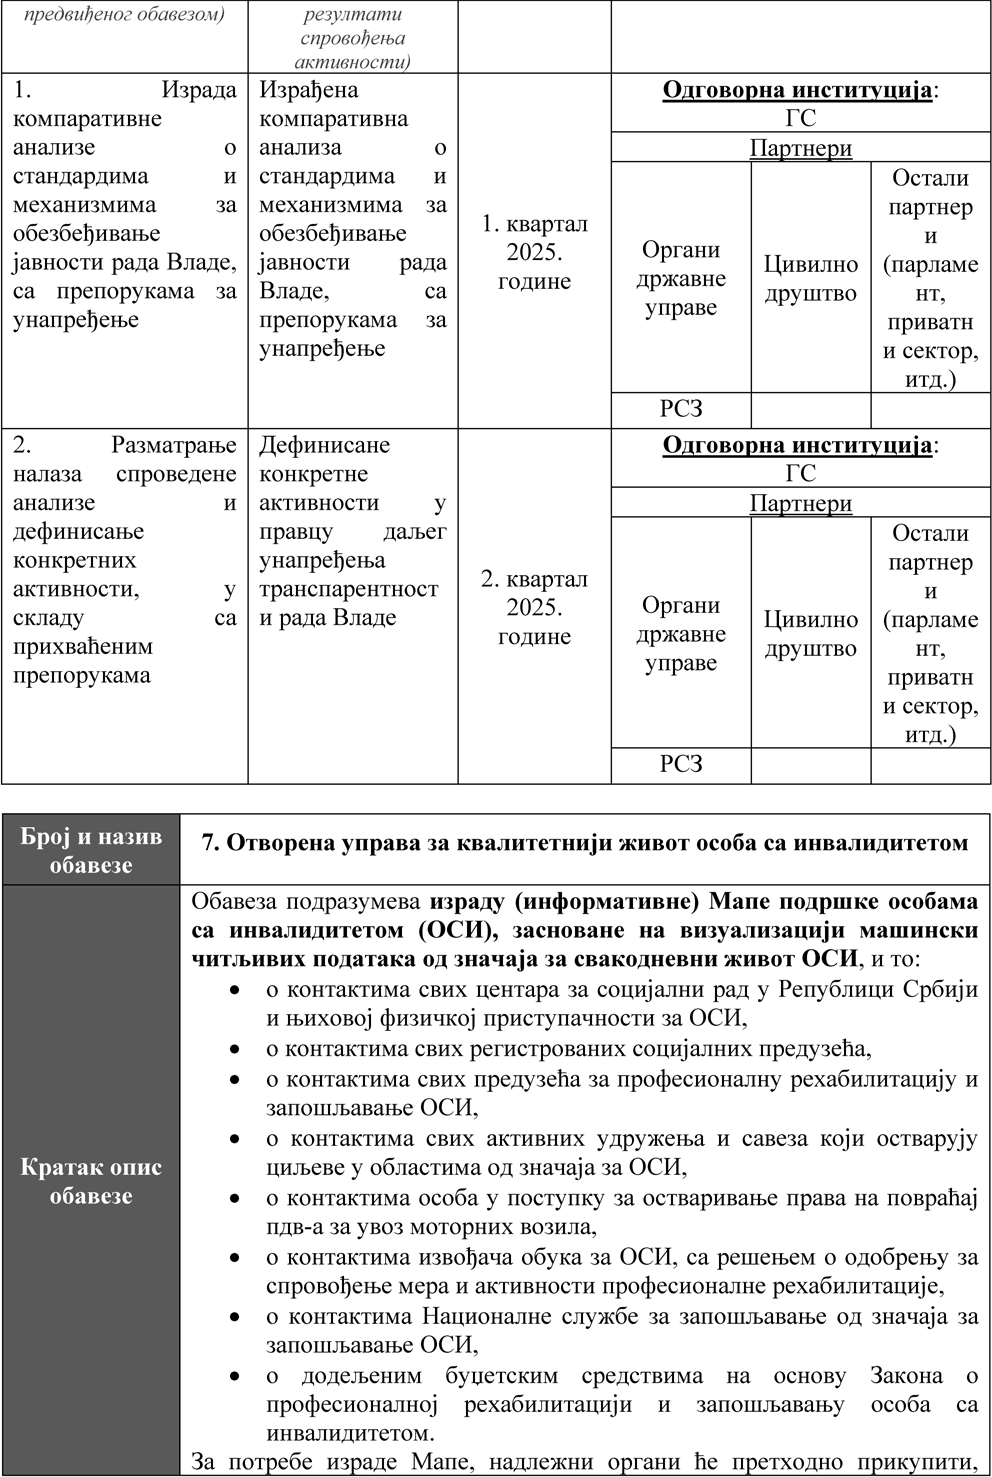 предвиђеног обавезом)
резултати
спровођења
активности)
1. Израда
компаративне
анализе о
стандардима и
механизмима за
обезбеђивање
јавности рада Владе,
са препорукама за
унапређење
Израђена
компаративна
анализа о
стандардима и
механизмима за
обезбеђивање
јавности рада
Владе, са
препорукама за
унапређење
1. квартал
2025.
године
Одговорна институција:
ГС
Партнери
Органи
државне
управе
Цивилно
друштво
Остали
партнер
и
(парламе
нт,
приватн
и сектор,
итд.)
РСЗ
2. Разматрање
налаза спроведене
анализе и
дефинисање
конкретних
активности, у
складу са
прихваћеним
препорукама
Дефинисане
конкретне
активности у
правцу даљег
унапређења
транспарентност
и рада Владе
2. квартал
2025.
године
Одговорна институција:
ГС
Партнери
Органи
државне
управе
Цивилно
друштво
Остали
партнер
и
(парламе
нт,
приватн
и сектор,
итд.)
РСЗ
Број и назив
обавезе
7. Отворена управа за квалитетнији живот особа са инвалидитетом
Кратак опис
обавезе
Обавеза подразумева израду (информативне) Мапе подршке особама
са инвалидитетом (ОСИ), засноване на визуализацији машински
читљивих података од значаја за свакодневни живот ОСИ, и то:
• о контактима свих центара за социјални рад у Републици Србији
и њиховој физичкој приступачности за ОСИ,
• о контактима свих регистрованих социјалних предузећа,
• о контактима свих предузећа за професионалну рехабилитацију и
запошљавање ОСИ,
• о контактима свих активних удружења и савеза који остварују
циљеве у областима од значаја за ОСИ,
• о контактима особа у поступку за остваривање права на повраћај
пдв-а за увоз моторних возила,
• о контактима извођача обука за ОСИ, са решењем о одобрењу за
спровођење мера и активности професионалне рехабилитације,
• о контактима Националне службе за запошљавање од значаја за
запошљавање ОСИ,
• о додељеним буџетским средствима на основу Закона о
професионалној рехабилитацији и запошљавању особа са
инвалидитетом.
За потребе израде Мапе, надлежни органи ће претходно прикупити,